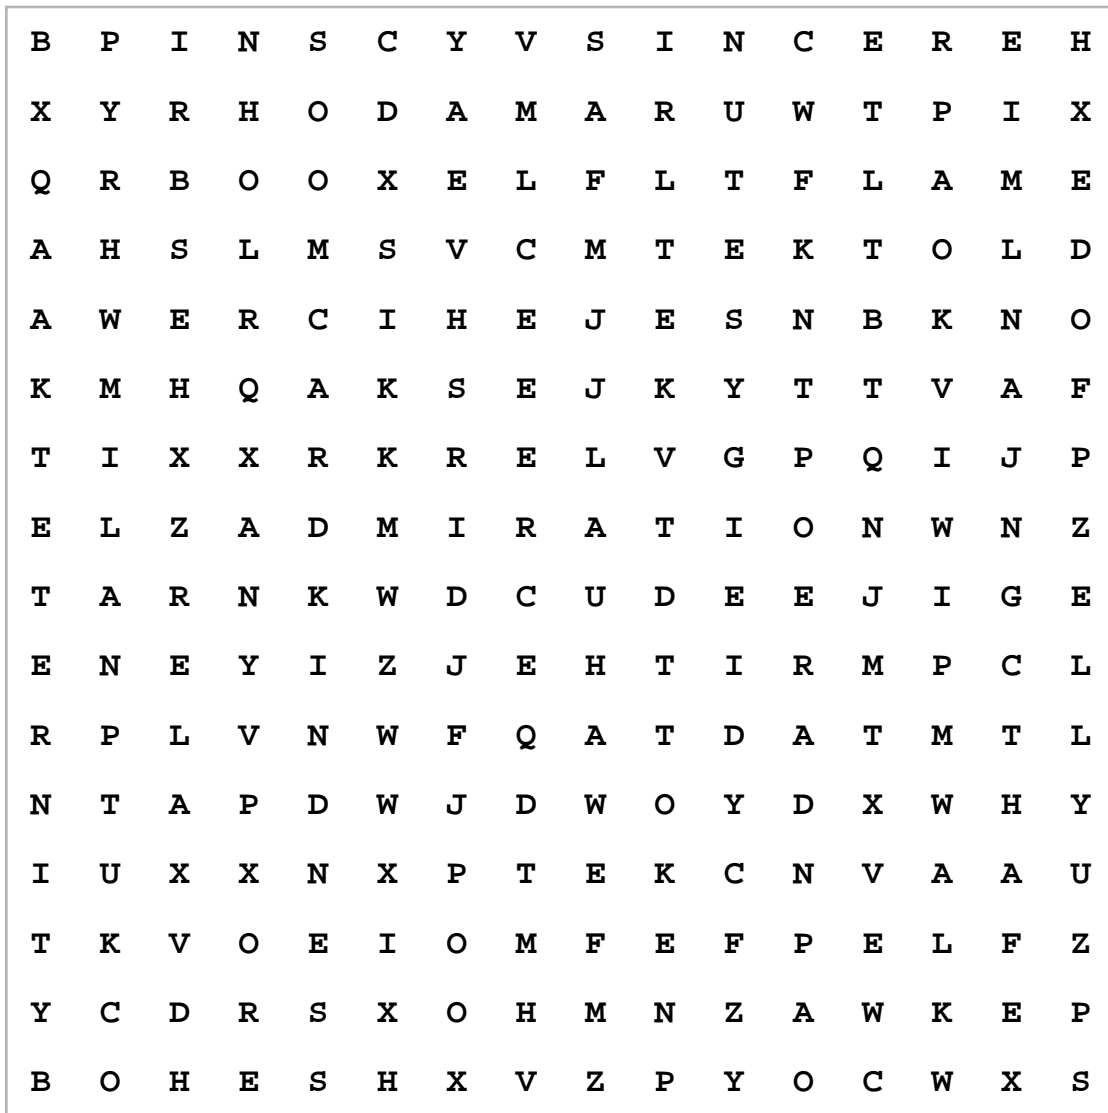 B P I N S C Y V S I N C E R E H
X Y R H O D A M A R U W T P I X
Q R B O O X E L F L T F L A M E
A H S L M S V C M T E K T O L D
A W E R C I H E J E S N B K N O
K M H Q A K S E J K Y T T V A F
T I X X R K R E L V G P Q I J P
E L Z A D M I R A T I O N W N Z
T A R N K W D C U D E E J I G E
E N E Y I Z J E H T I R M P C L
R P L V N W F Q A T D A T M T L
N T A P D W J D W O Y D X W H Y
I U X X N X P T E K C N V A A U
T K V O E I O M F E F P E L F Z
Y C D R S X O H M N Z A W K E P
B O H E S H X V Z P Y O C W X S